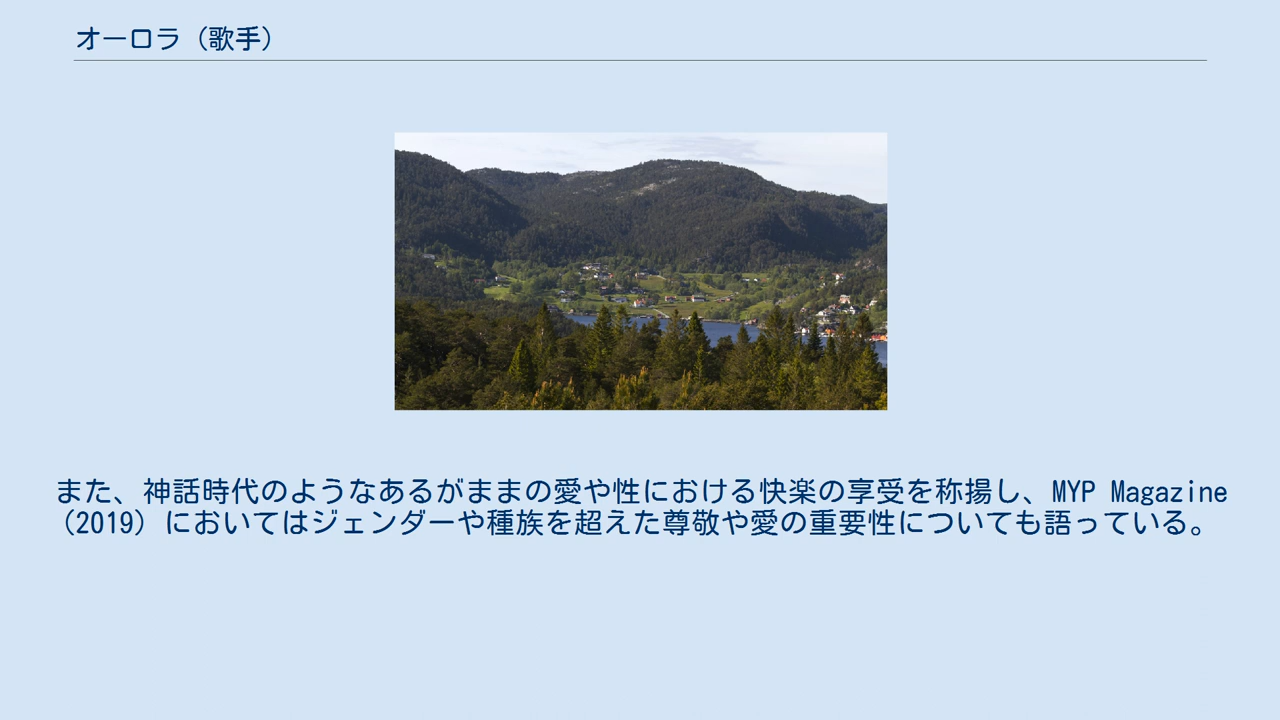 オーロラ（歌手）
また、神話時代のようなあるがままの愛や性における快楽の享受を称揚し、MYP Magazine
（2019）においてはジェンダーや種族を超えた尊敬や愛の重要性についても語っている。